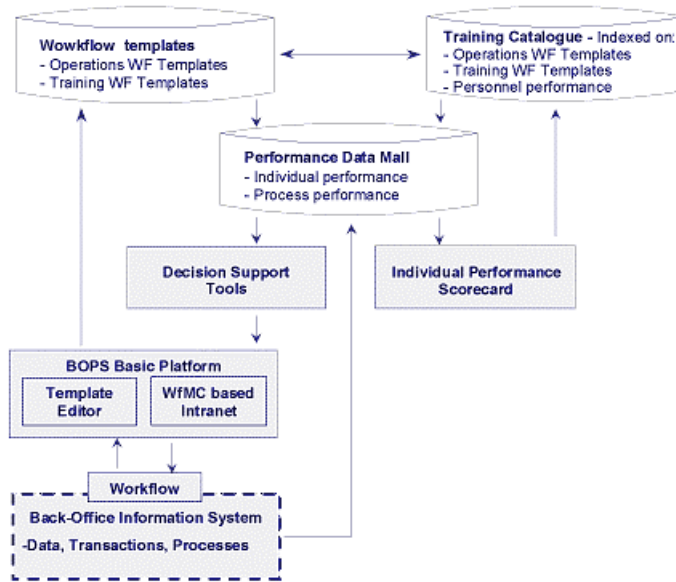 Wowkflow templates
- Operations WF Templates
- Training WF Templates
Training Catalogue - Indexed on:
- Operations WF Templates
- Training WF Templates
- Personnel performance
Performance Data Mall
- Individual performance
- Process performance
Decision Support
Tools
Individual Performance
Scorecard
BOPS Basic Platform
Template
Editor
WfMC based
Intranet
Workflow
Back-Office Information System
-Data, Transactions, Processes